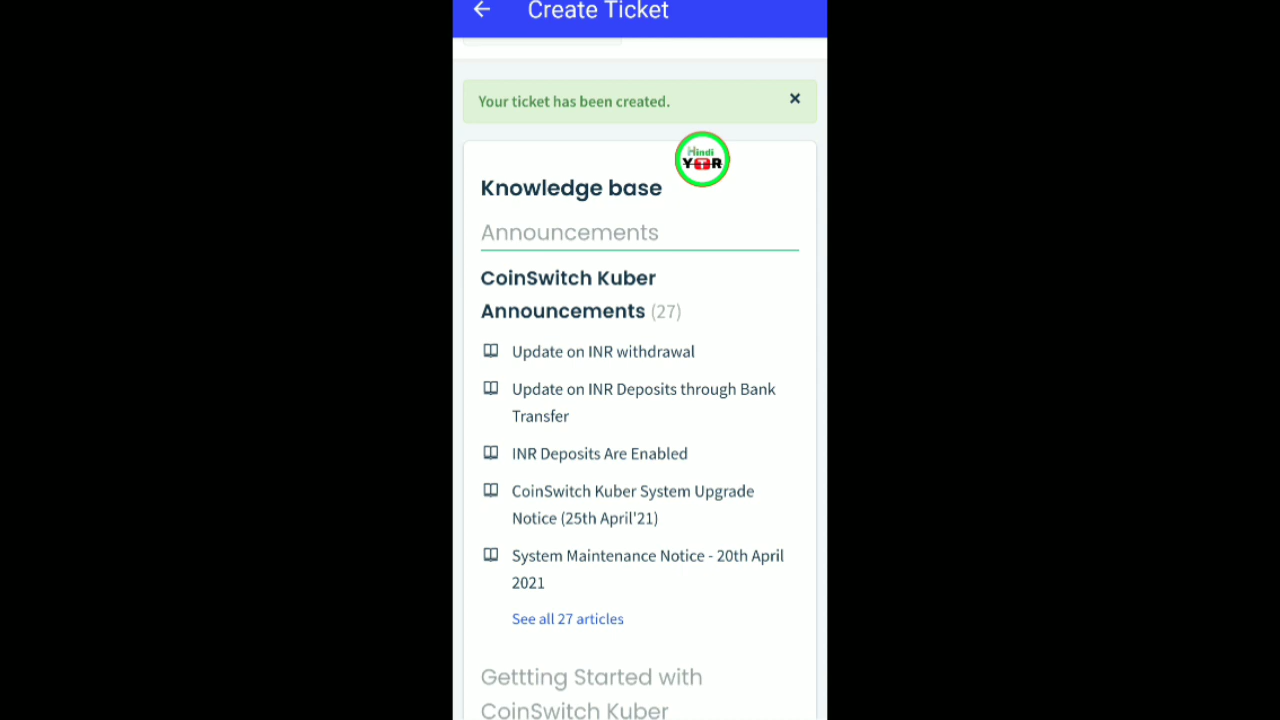 Create Ticket
Your ticket has been created.
Hindi
YTR
Knowledge base
Announcements
CoinSwitch Kuber
Announcements (27)
Update on INR withdrawal
Update on INR Deposits through Bank
Transfer
INR Deposits Are Enabled
CoinSwitch Kuber System Upgrade
Notice (25th April'21)
System Maintenance Notice - 20th April
2021
See all 27 articles
Gettting Started with
CoinSwitch Kuber